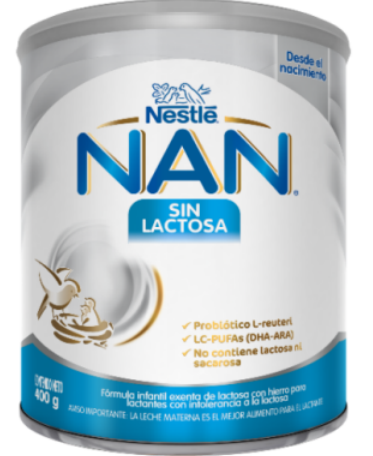 Desde el
nacimiento
Nestlé
NAN
SIN
LACTOSA
✓ Probiótico L-reuteri
✓ LC-PUFAs (DHA-ARA)
✓ No contiene lactosa ni
sacarosa
CONTENIDO NETO
400 g
Fórmula infantil exenta de lactosa con hierro para
lactantes con intolerancia a la lactosa
AVISO IMPORTANTE: LA LECHE MATERNA ES EL MEJOR ALIMENTO PARA EL LACTANTE